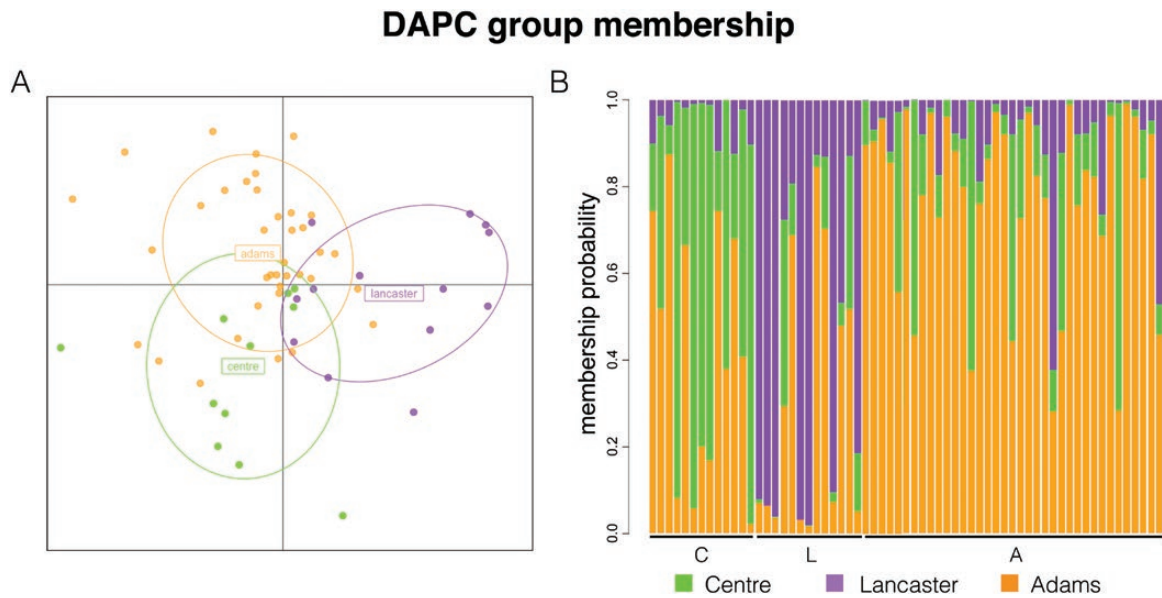 DAPC group membership
A
adams
lancaster
centre
B
membership probability
1.0
0.8
0.6
0.4
0.2
0.0
C
L
A
Centre
Lancaster
Adams